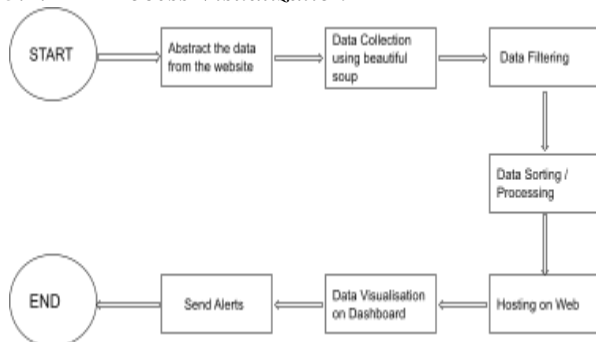 START
Abstract the data
from the website
Data Collection
using beautiful
soup
Data Filtering
Data Sorting /
Processing
Hosting on Web
Data Visualisation
on Dashboard
Send Alerts
END